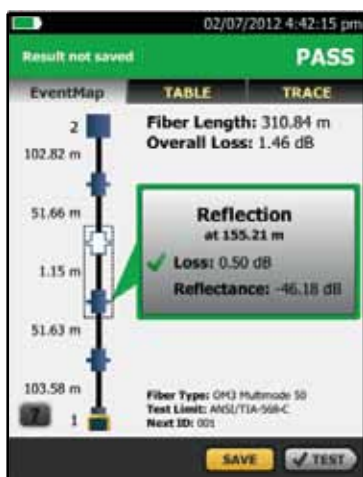 02/07/2012 4:42:15 pm
Result not saved
PASS
EventMap
TABLE
TRACE
2
Fiber Length: 310.84 m
Overall Loss: 1.46 dB
102.82 m
51.66 m
Reflection
at 155.21 m
Loss: 0.50 dB
1.15 m
Reflectance: -46.18 dB
51.63 m
103.58 m
Fiber Type: OM3 Multimode 50
Test Limit: ANSI/TIA-568-C
Next ID: 001
?
1
SAVE
TEST